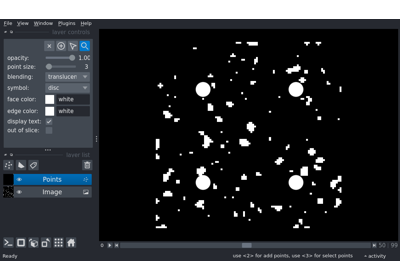 File View Window Plugins Help
layer controls
opacity: 1.00
point size: 3
blending: translucen
symbol: disc
face color: white
edge color: white
display text:
out of slice:
layer list
Points
Image
0 50 99
Ready use <2> for add points, use <3> for select points activity